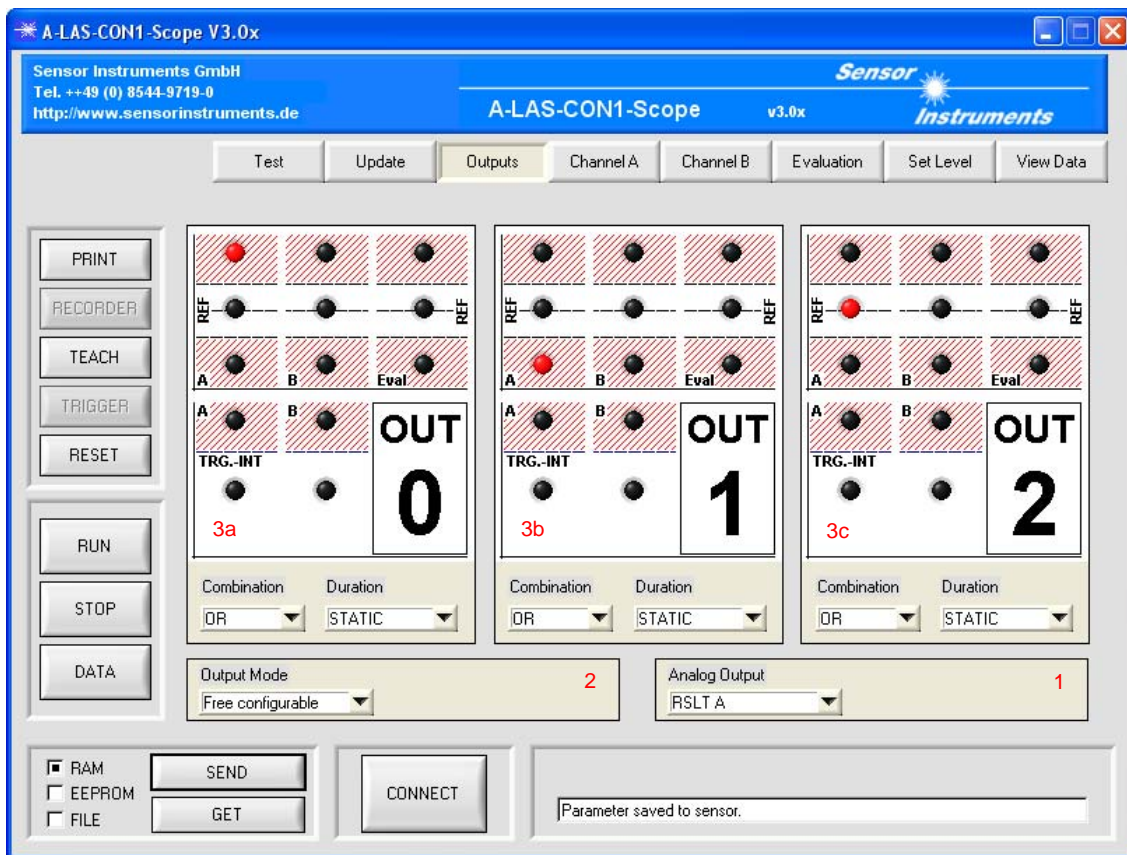 A-LAS-CON1-Scope V3.0x
Sensor Instruments GmbH
Tel. ++49 (0) 8544-9719-0
http://www.sensorinstruments.de
A-LAS-CON1-Scope v3.0x
Sensor
Instruments
Test Update Outputs Channel A Channel B Evaluation Set Level View Data
PRINT
RECORDER
TEACH
TRIGGER
RESET
RUN
STOP
DATA
REF REF
A B Eval
A B
TRG.-INT
OUT
0
3a
Combination Duration
OR STATIC
REF REF
A B Eval
A B
TRG.-INT
OUT
1
3b
Combination Duration
OR STATIC
REF REF
A B Eval
A B
TRG.-INT
OUT
2
3c
Combination Duration
OR STATIC
Output Mode 2
Free configurable
Analog Output 1
RSLT A
RAM
EEPROM
FILE
SEND
GET
CONNECT
Parameter saved to sensor.